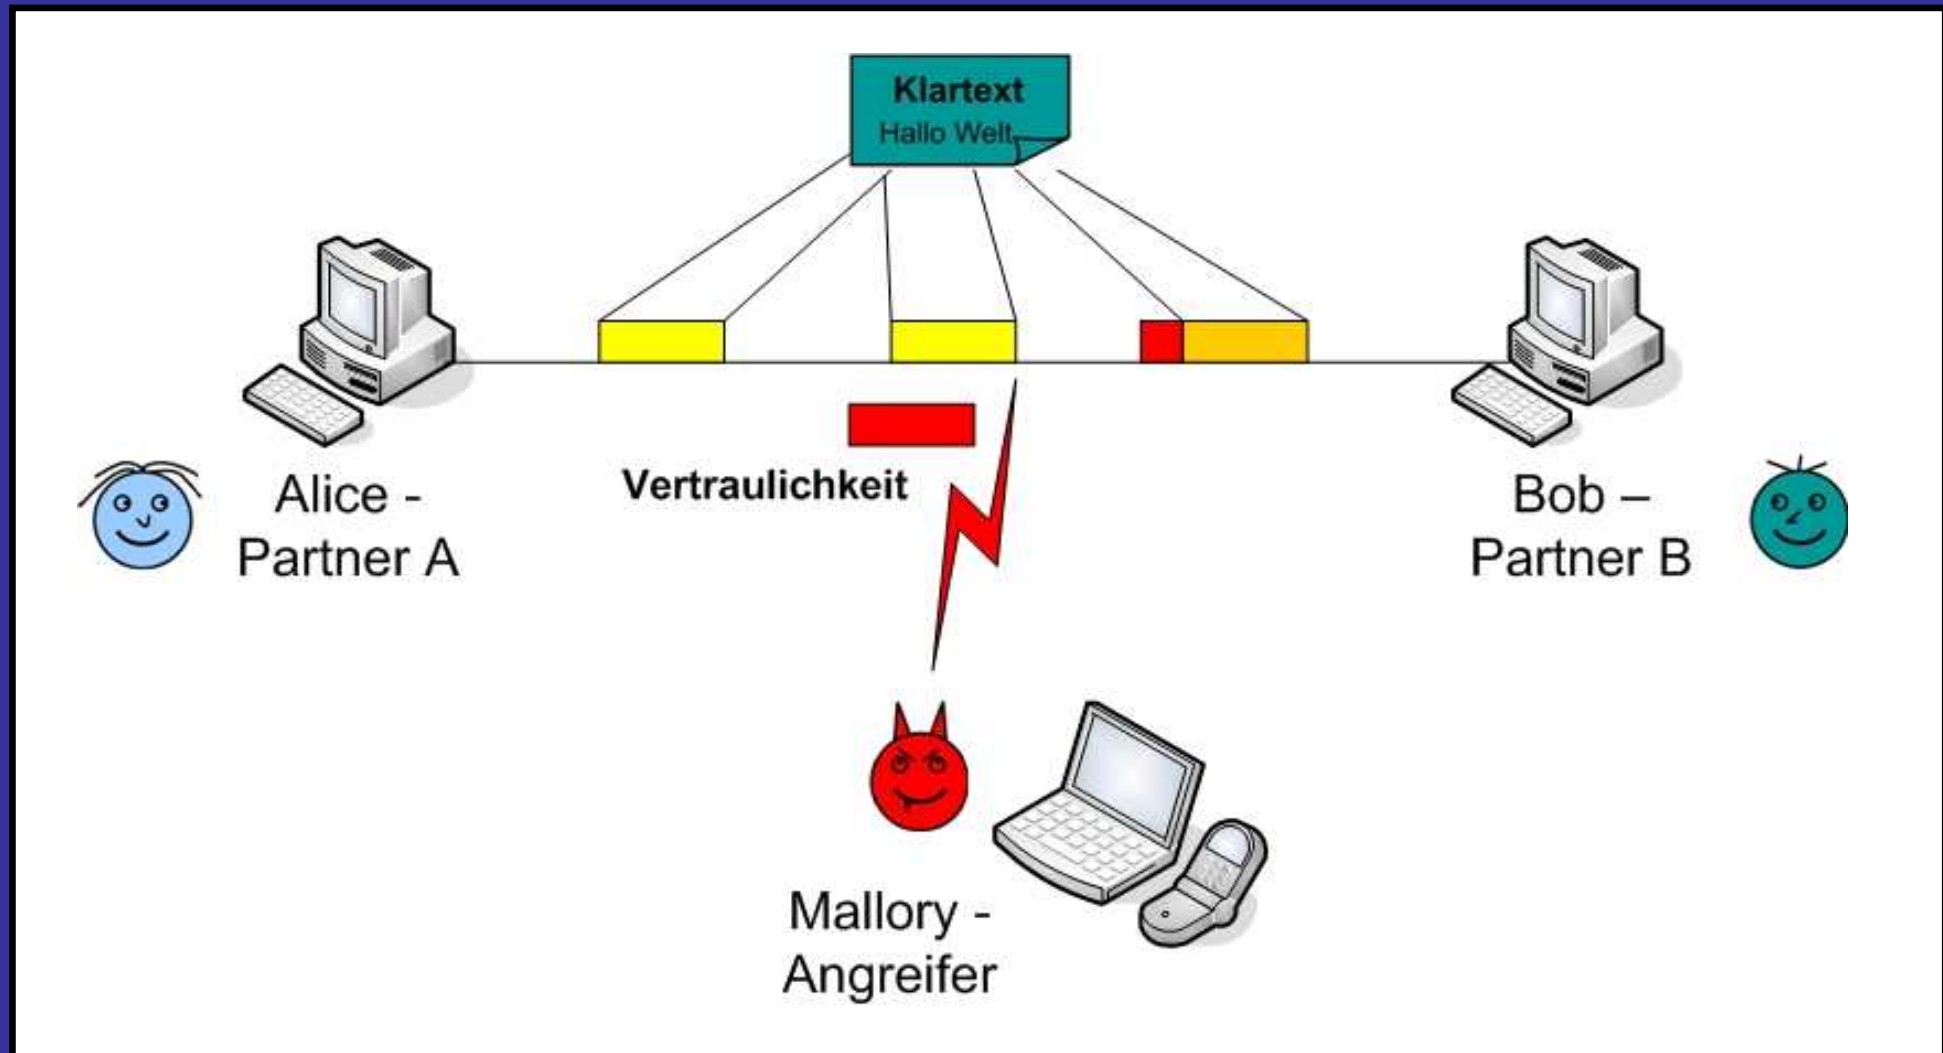 Klartext
Hallo Welt
Vertraulichkeit
Alice -
Partner A
Bob –
Partner B
Mallory -
Angreifer